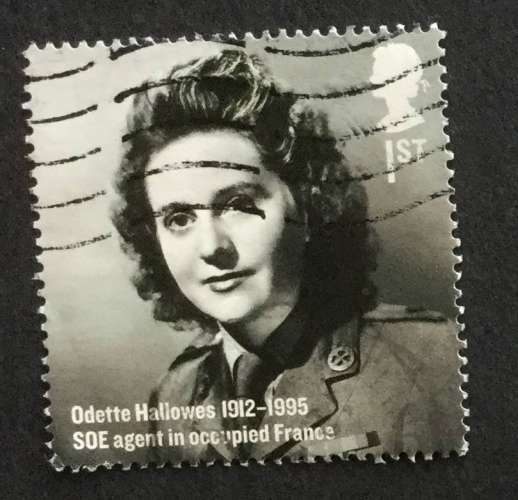 1ST
Odette Hallowes 1912–1995
SOE agent in occupied France